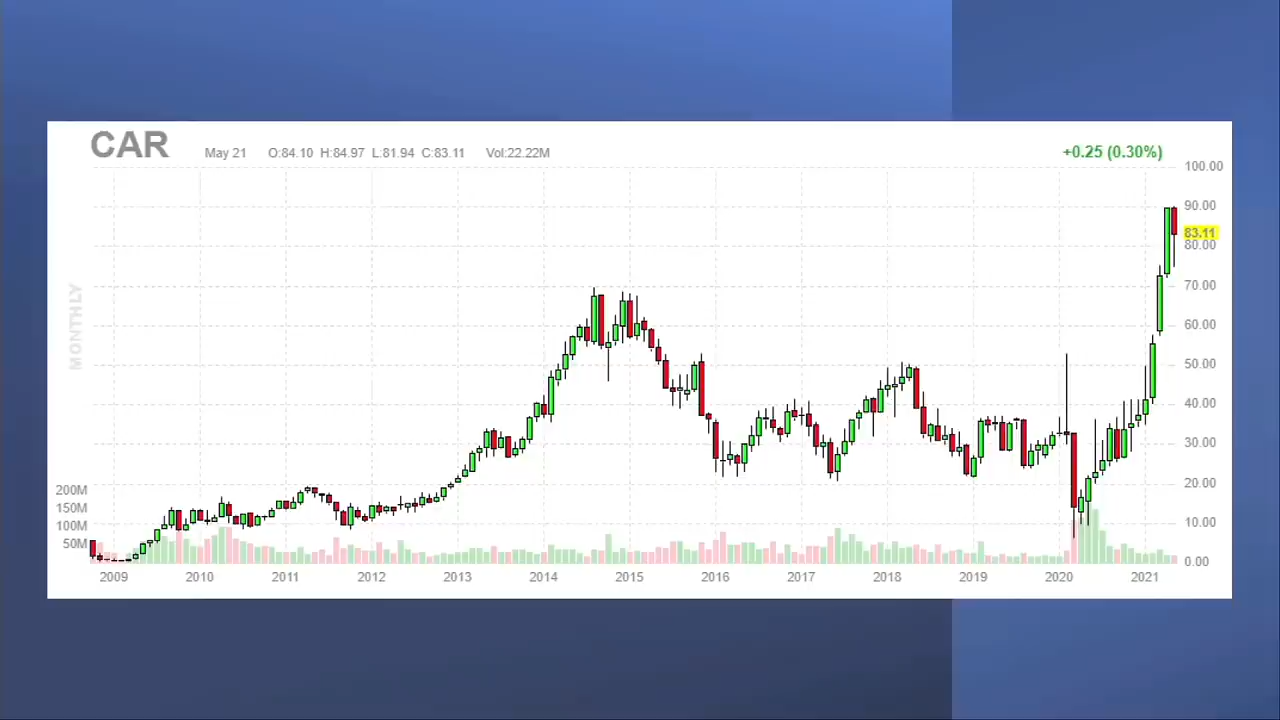 CAR May 21 O:84.10 H:84.97 L:81.94 C:83.11 Vol:22.22M +0.25 (0.30%)
100.00
90.00
83.11
80.00
70.00
MONTHLY
60.00
50.00
40.00
30.00
200M 20.00
150M
100M 10.00
50M
0.00
2009 2010 2011 2012 2013 2014 2015 2016 2017 2018 2019 2020 2021